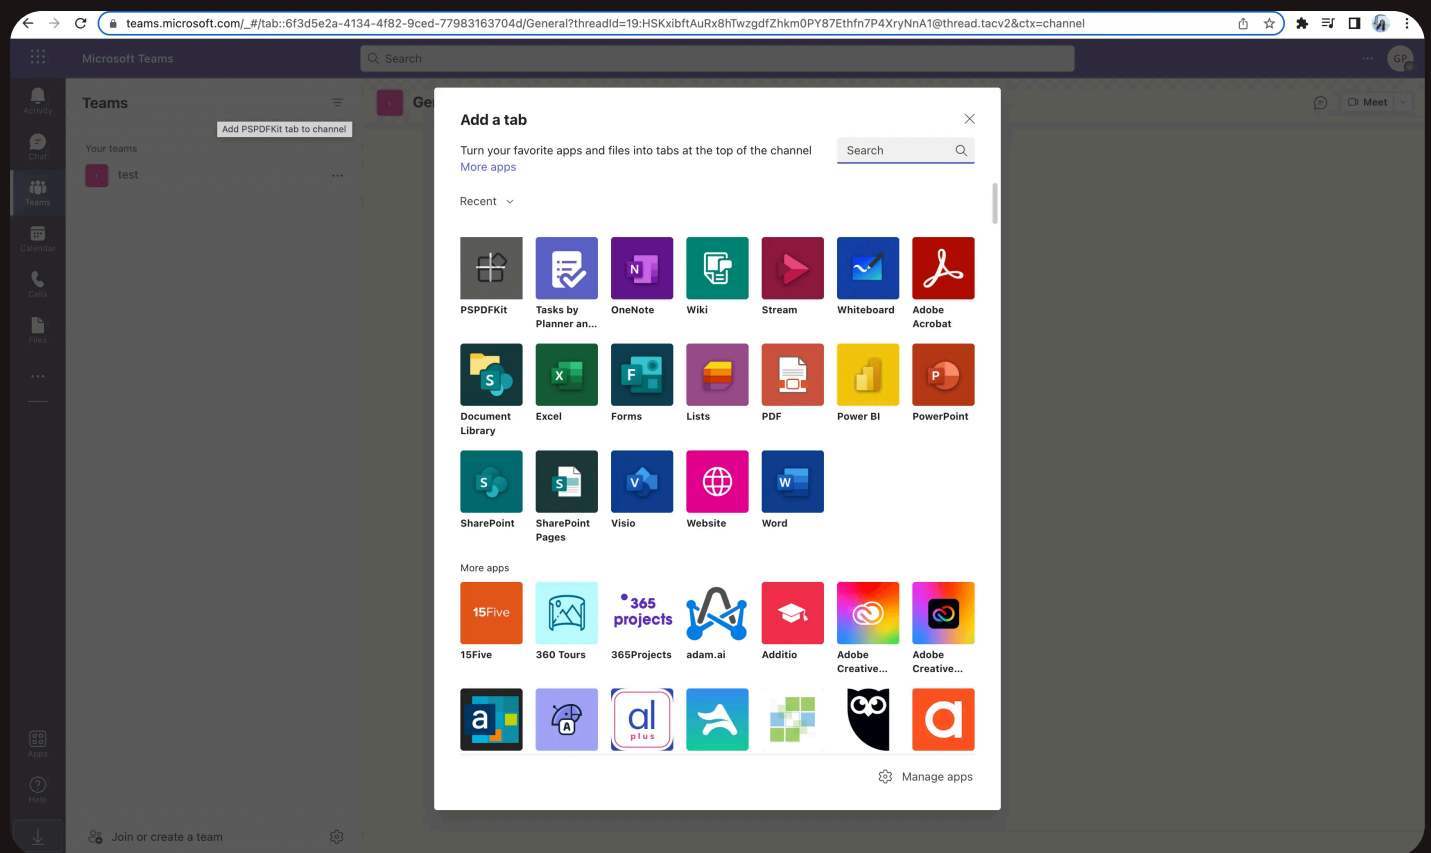 teams.microsoft.com/_#/tab::6f3d5e2a-4134-4f82-9ced-77983163704d/General?threadId=19:HSKxibftAuRx8hTwzgdfZhkm0PY87Ethfn7P4XryNnA1@thread.tacv2&ctx=channel
Microsoft Teams
Search
GP
Activity
Chat
Teams
Calendar
Calls
Files
Apps
Help
Teams
Add PSPDFKit tab to channel
Your teams
test
Join or create a team
Ge
Meet
Add a tab
Turn your favorite apps and files into tabs at the top of the channel
More apps
Search
Recent
N
PSPDFKit
Tasks by
Planner an...
OneNote
Wiki
Stream
Whiteboard
Adobe
Acrobat
S
X
F
P
Document
Library
Excel
Forms
Lists
PDF
Power BI
PowerPoint
S
S
V
W
SharePoint
SharePoint
Pages
Visio
Website
Word
More apps
15Five
365
projects
15Five
360 Tours
365Projects
adam.ai
Additio
Adobe
Creative...
Adobe
Creative...
a
A
al
plus
a
Manage apps